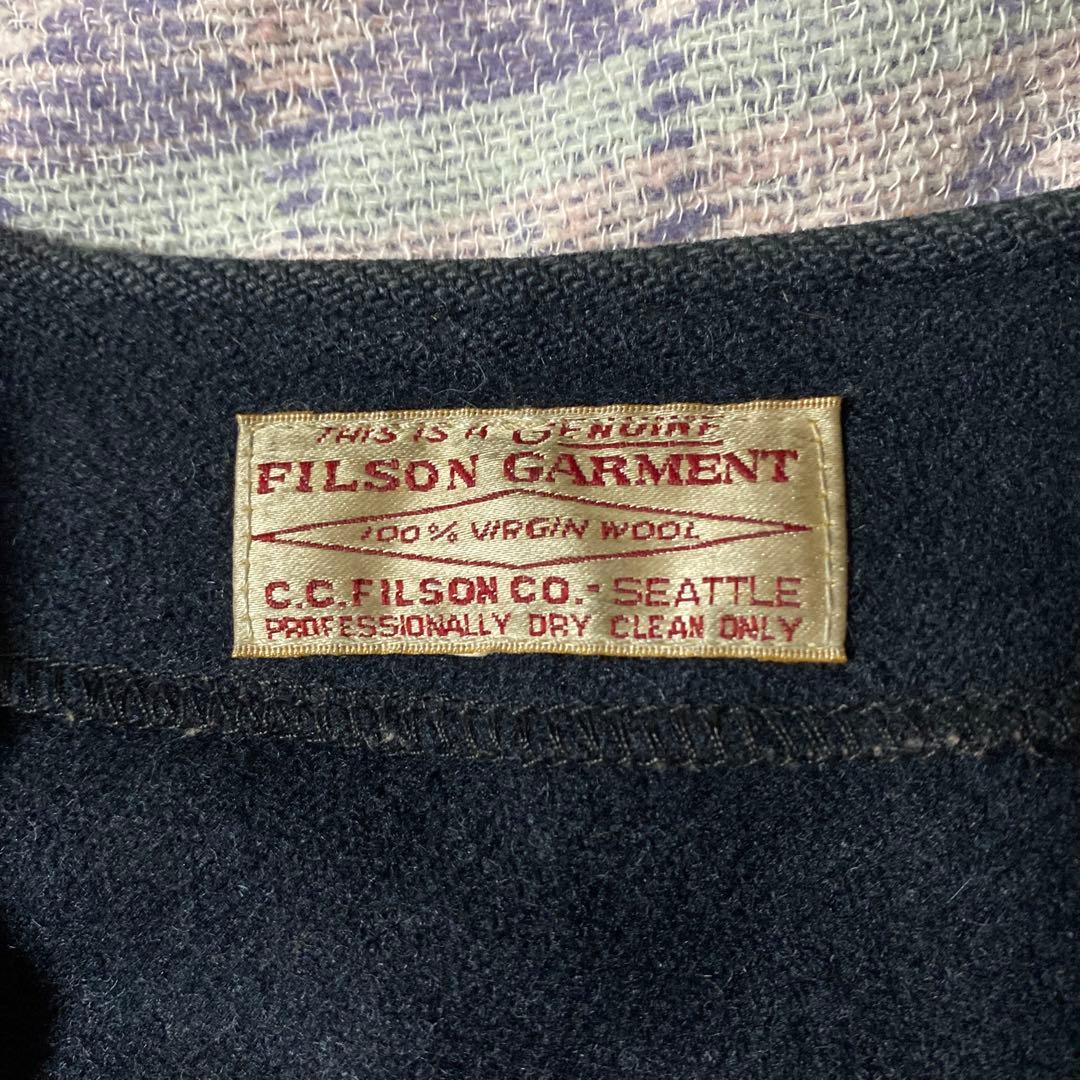 THIS IS A GENUINE
FILSON GARMENT
100% VIRGIN WOOL
C.C. FILSON CO. - SEATTLE
PROFESSIONALLY DRY CLEAN ONLY